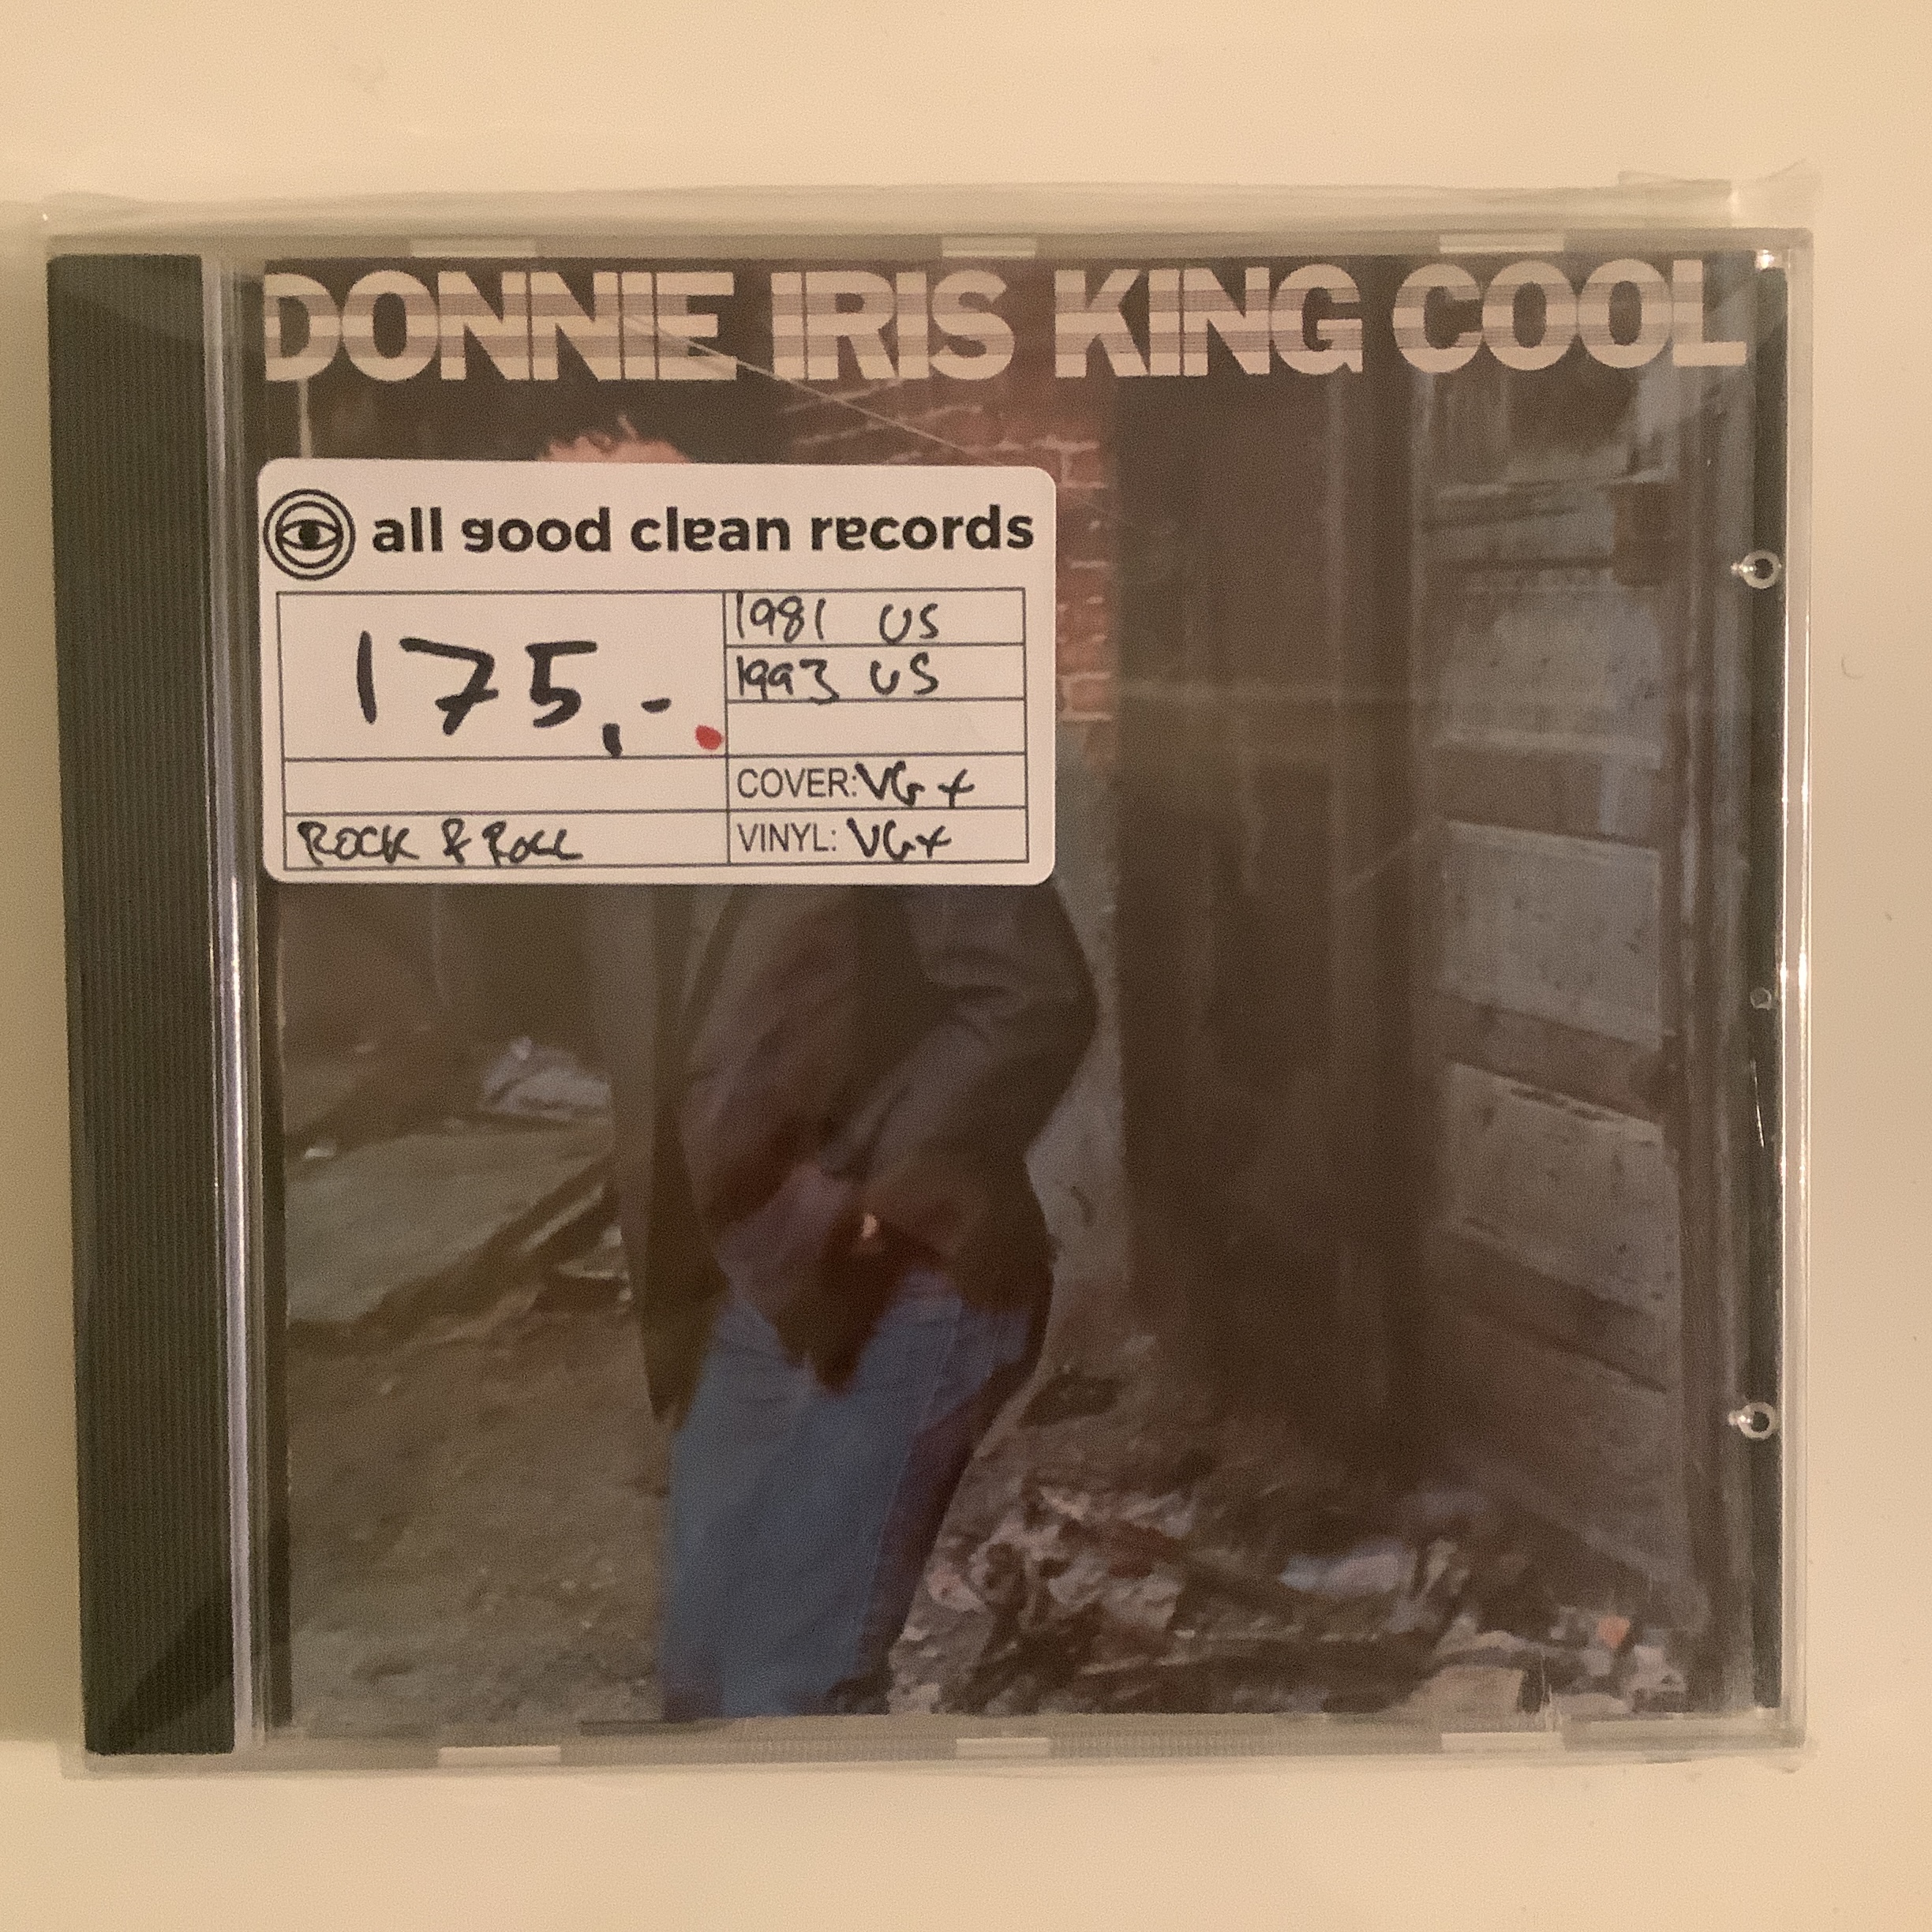 DONNIE IRIS KING COOL
all good clean records
175,-.
1981 US
1993 US
COVER: VG+
ROCK & ROLL
VINYL: VG+